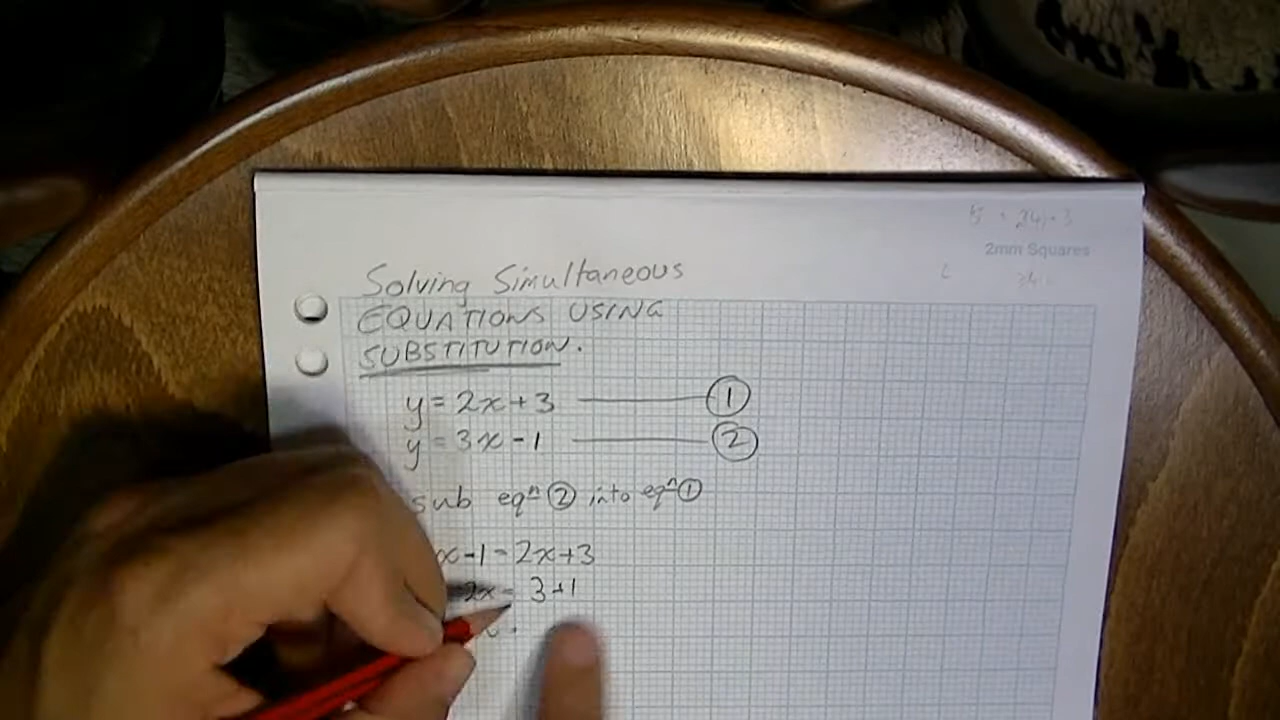 2mm Squares
Solving Simultaneous
EQUATIONS USING
SUBSTITUTION.
y = 2x + 3 ①
y = 3x - 1 ②
sub eqⁿ ② into eqⁿ ①
x - 1 = 2x + 3
2x = 3 + 1